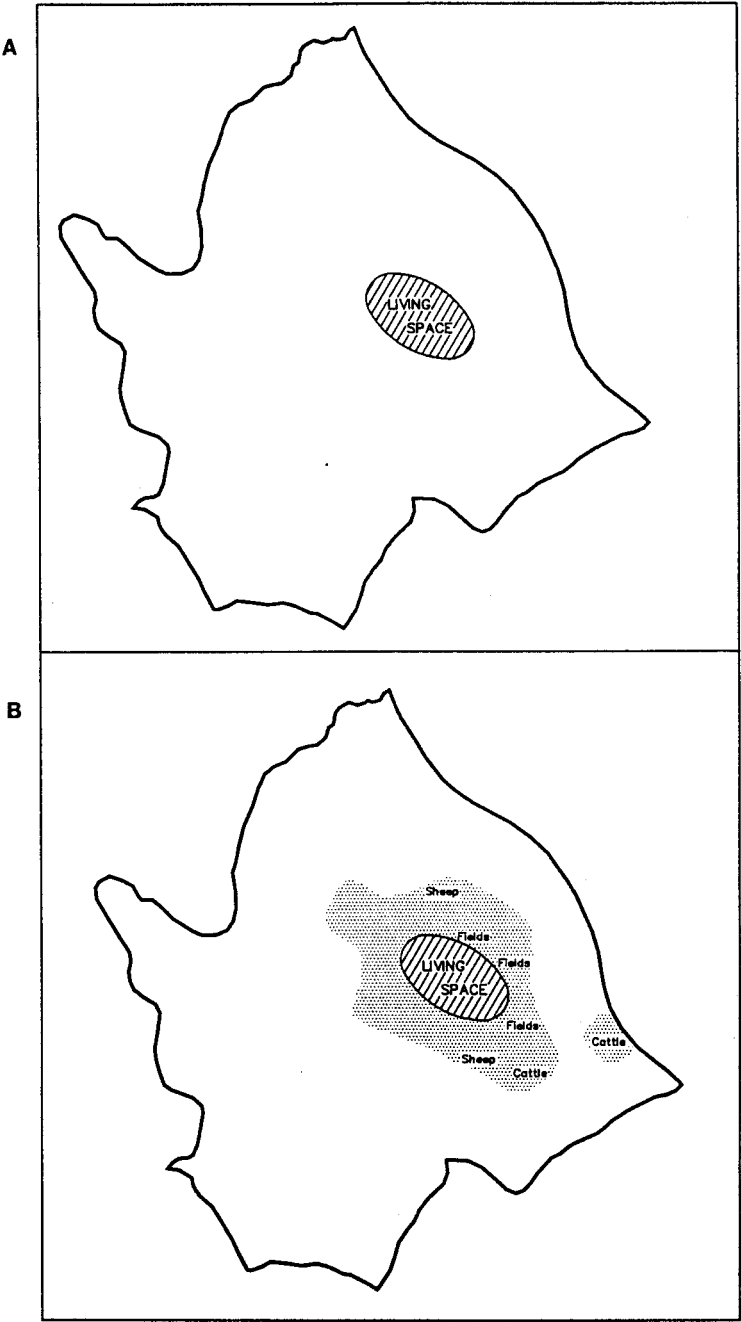 A
LIVING
SPACE
B
Sheep
Fields
LIVING
Fields
SPACE
Fields
Cattle
Sheep
Cattle